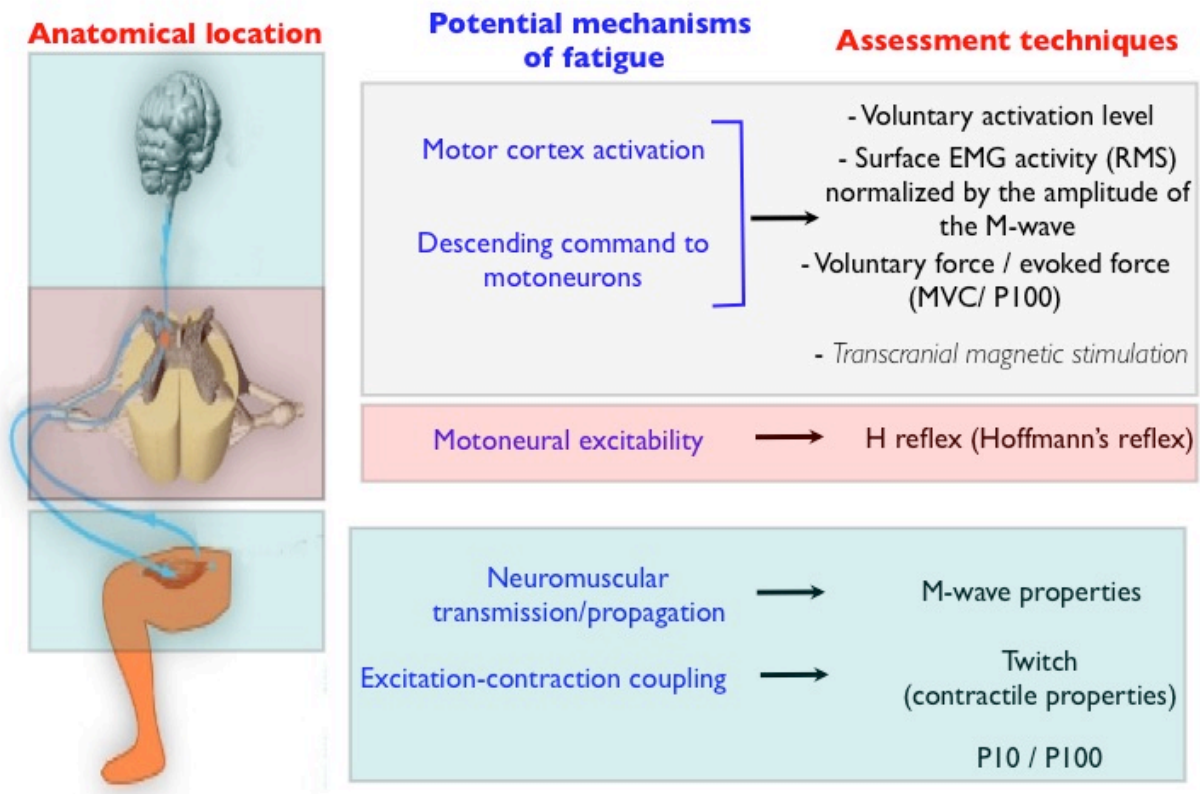 Anatomical location
Potential mechanisms
of fatigue
Assessment techniques
Motor cortex activation
Descending command to
motoneurons
- Voluntary activation level
- Surface EMG activity (RMS)
normalized by the amplitude of
the M-wave
- Voluntary force / evoked force
(MVC/ P100)
- Transcranial magnetic stimulation
Motoneural excitability
H reflex (Hoffmann's reflex)
Neuromuscular
transmission/propagation
M-wave properties
Excitation-contraction coupling
Twitch
(contractile properties)
P10 / P100